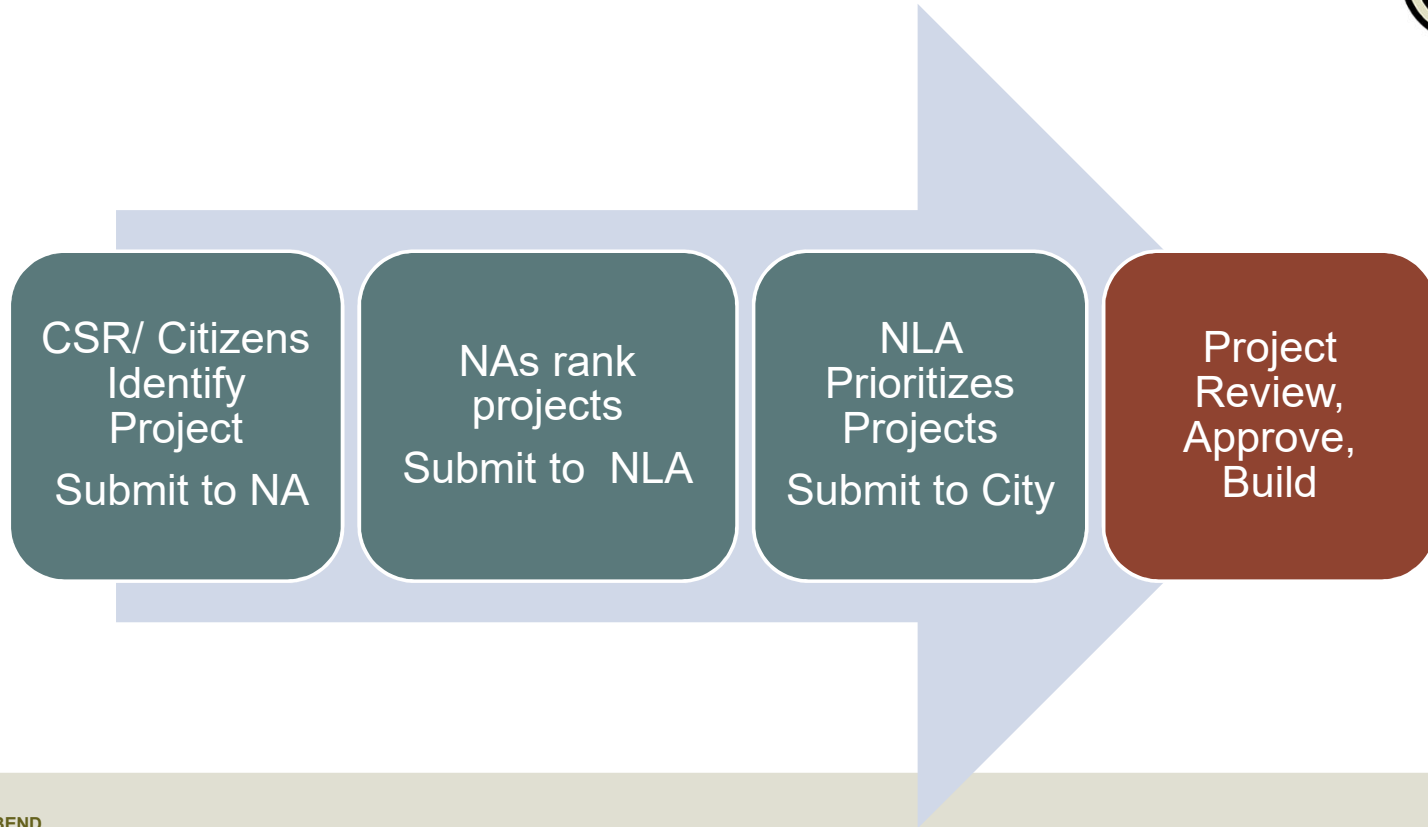 CSR/ Citizens
Identify
Project
Submit to NA
NAs rank
projects
Submit to NLA
NLA
Prioritizes
Projects
Submit to City
Project
Review,
Approve,
Build
BEND